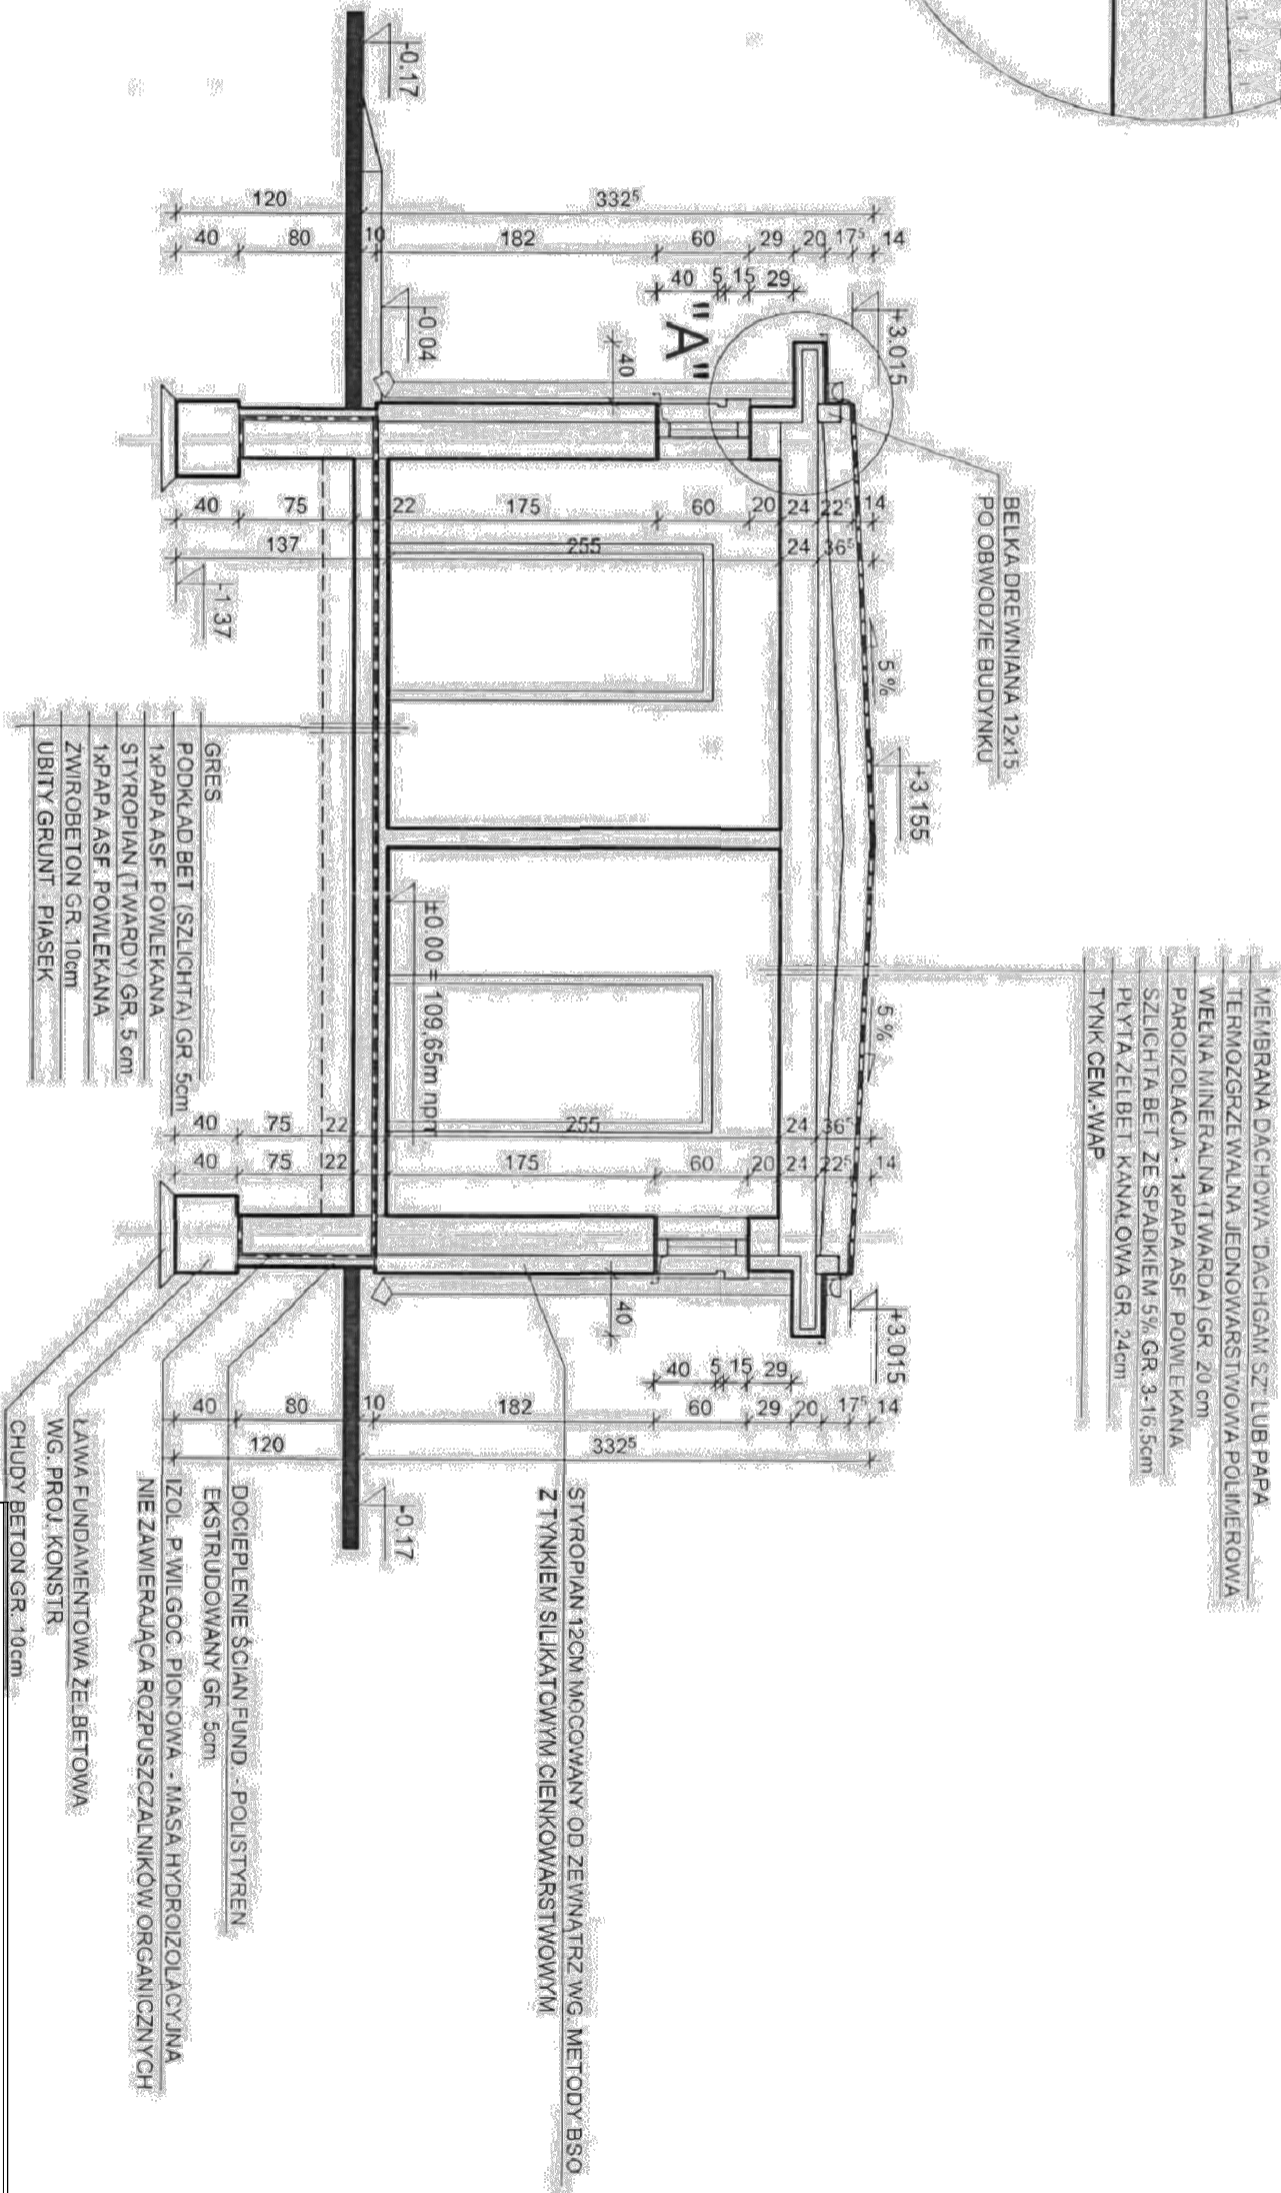 MEMBRANA DACHOWA "DACHGAM SZ" LUB PAPA
TERMOZGRZEWALNA JEDNOWARSTWOWA POLIMEROWA
WEŁNA MINERALNA (TWARDA) GR. 20 cm
PAROIZOLACJA - 1xPAPA ASF. POWLEKANA
SZLICHTA BET. ZE SPADKIEM 5% GR. 3-16,5cm
PŁYTA ŻELBET. KANAŁOWA GR. 24cm
TYNK CEM.-WAP.
BELKA DREWNIANA 12x15
PO OBWODZIE BUDYNKU
+3.015
+3.155
+3.015
5 %
5 %
"A"
-0.17
-0.04
-1.37
±0.00 = 109,65m npm
-0.17
120
332⁵
40
80
10
182
60
29
20
17⁵
14
40
5
15
29
40
40
75
22
175
60
20
24
22⁵
14
137
255
24
36⁵
40
75
22
255
24
36⁵
40
75
22
175
60
20
24
22⁵
14
40
40
5
15
29
40
80
10
182
60
29
20
17⁵
14
120
332⁵
GRES
PODKŁAD BET. (SZLICHTA) GR. 5cm
1xPAPA ASF. POWLEKANA
STYROPIAN (TWARDY) GR. 5 cm
1xPAPA ASF. POWLEKANA
ŻWIROBETON GR. 10cm
UBITY GRUNT - PIASEK
STYROPIAN 12CM MOCOWANY OD ZEWNĄTRZ WG. METODY BSO
Z TYNKIEM SILIKATOWYM CIENKOWARSTWOWYM
DOCIEPLENIE ŚCIAN FUND. - POLISTYREN
EKSTRUDOWANY GR. 5cm
IZOL. P.WILGOC. PIONOWA - MASA HYDROIZOLACYJNA
NIE ZAWIERAJĄCA ROZPUSZCZALNIKÓW ORGANICZNYCH
ŁAWA FUNDAMENTOWA ŻELBETOWA
WG. PROJ. KONSTR.
CHUDY BETON GR. 10cm